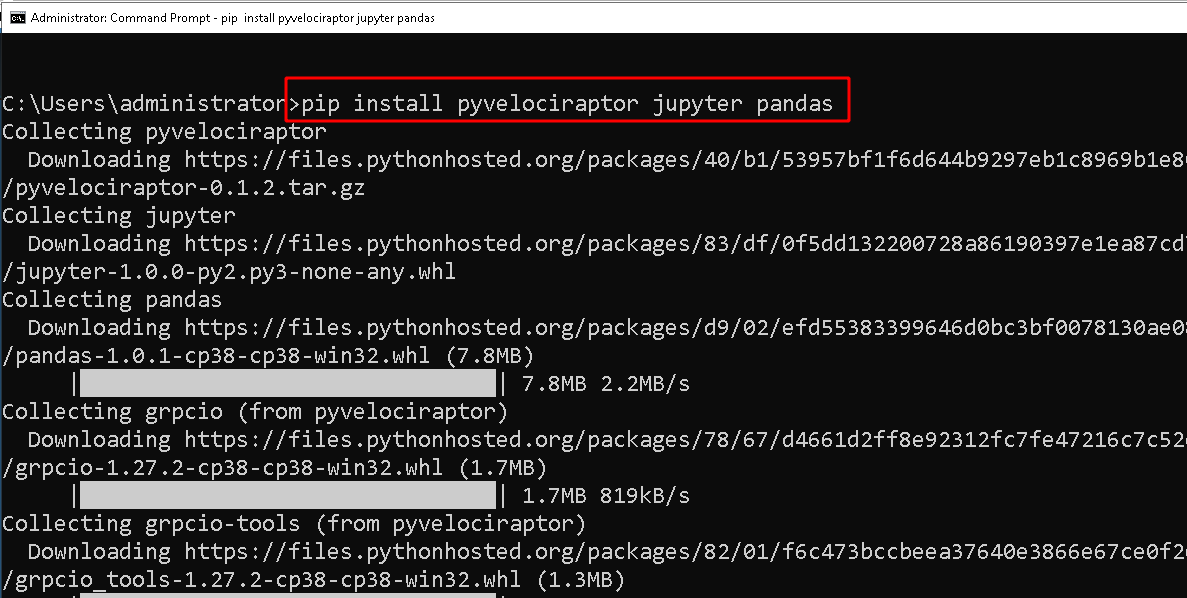 Administrator: Command Prompt - pip  install pyvelociraptor jupyter pandas
C:\Users\administrator>pip install pyvelociraptor jupyter pandas
Collecting pyvelociraptor
  Downloading https://files.pythonhosted.org/packages/40/b1/53957bf1f6d644b9297eb1c8969b1e8
/pyvelociraptor-0.1.2.tar.gz
Collecting jupyter
  Downloading https://files.pythonhosted.org/packages/83/df/0f5dd132200728a86190397e1ea87cd
/jupyter-1.0.0-py2.py3-none-any.whl
Collecting pandas
  Downloading https://files.pythonhosted.org/packages/d9/02/efd55383399646d0bc3bf0078130ae0
/pandas-1.0.1-cp38-cp38-win32.whl (7.8MB)
| | 7.8MB 2.2MB/s
Collecting grpcio (from pyvelociraptor)
  Downloading https://files.pythonhosted.org/packages/78/67/d4661d2ff8e92312fc7fe47216c7c52
/grpcio-1.27.2-cp38-cp38-win32.whl (1.7MB)
| | 1.7MB 819kB/s
Collecting grpcio-tools (from pyvelociraptor)
  Downloading https://files.pythonhosted.org/packages/82/01/f6c473bccbeea37640e3866e67ce0f2
/grpcio_tools-1.27.2-cp38-cp38-win32.whl (1.3MB)